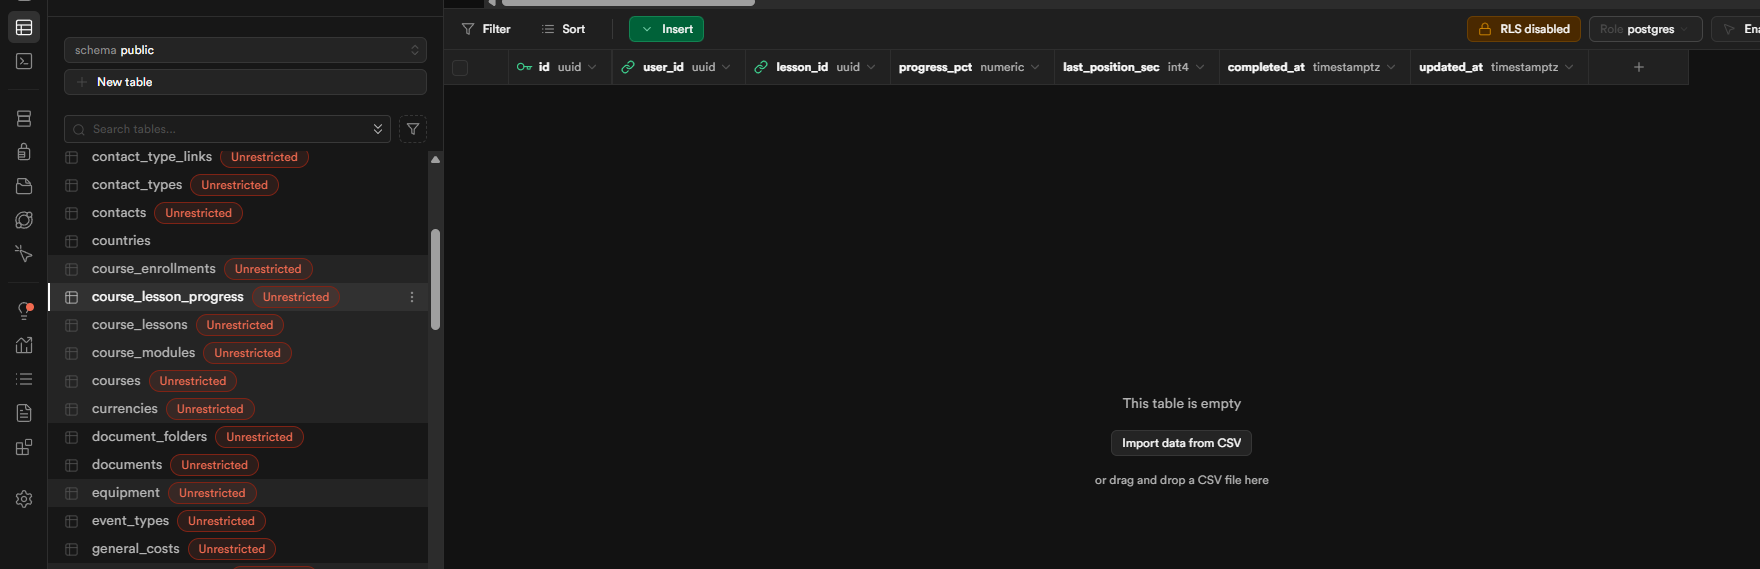 Filter Sort Insert RLS disabled Role postgres Ena
schema public
New table
Search tables...
id uuid user_id uuid lesson_id uuid progress_pct numeric last_position_sec int4 completed_at timestamptz updated_at timestamptz
contact_type_links Unrestricted
contact_types Unrestricted
contacts Unrestricted
countries
course_enrollments Unrestricted
course_lesson_progress Unrestricted
course_lessons Unrestricted
course_modules Unrestricted
courses Unrestricted
currencies Unrestricted
document_folders Unrestricted
documents Unrestricted
equipment Unrestricted
event_types Unrestricted
general_costs Unrestricted
This table is empty
Import data from CSV
or drag and drop a CSV file here